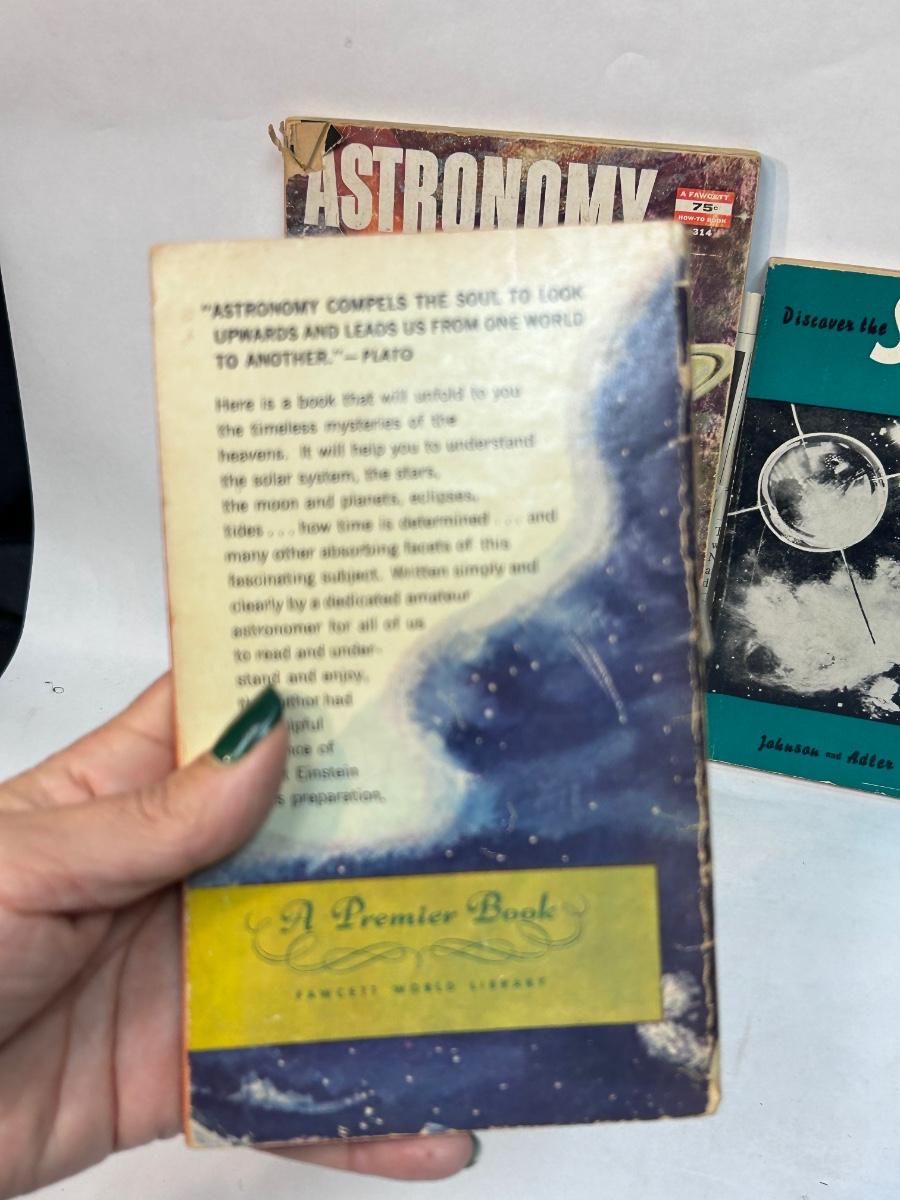 ASTRONOMY
A FAWCETT
75¢
HOW-TO BOOK
314
"ASTRONOMY COMPELS THE SOUL TO LOOK
UPWARDS AND LEADS US FROM ONE WORLD
TO ANOTHER."—PLATO
Here is a book that will unfold to you
the timeless mysteries of the
heavens. It will help you to understand
the solar system, the stars,
the moon and planets, eclipses,
tides...how time is determined...and
many other absorbing facets of this
fascinating subject. Written simply and
clearly by a dedicated amateur
astronomer for all of us
to read and under-
stand and enjoy,
author had
of
Einstein
preparation.
A Premier Book
FAWCETT WORLD LIBRARY
Discover the
S
Johnson and Adler